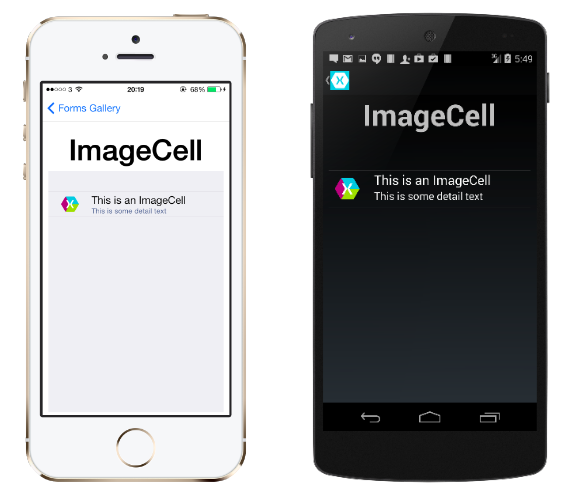 3 20:19 68%
Forms Gallery
ImageCell
This is an ImageCell
This is some detail text
5:49
X
ImageCell
This is an ImageCell
This is some detail text